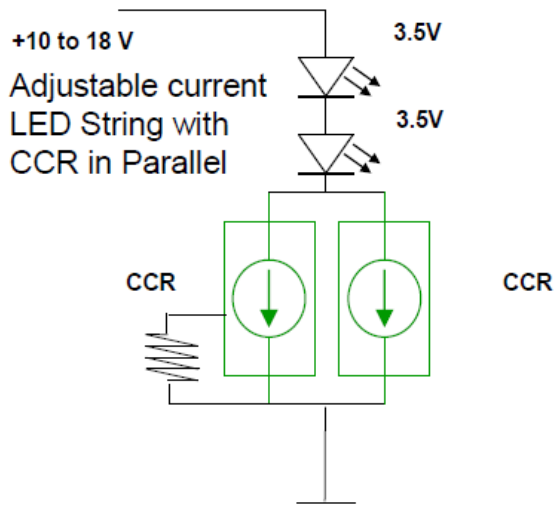 +10 to 18 V
3.5V
Adjustable current
LED String with
CCR in Parallel
3.5V
CCR
CCR